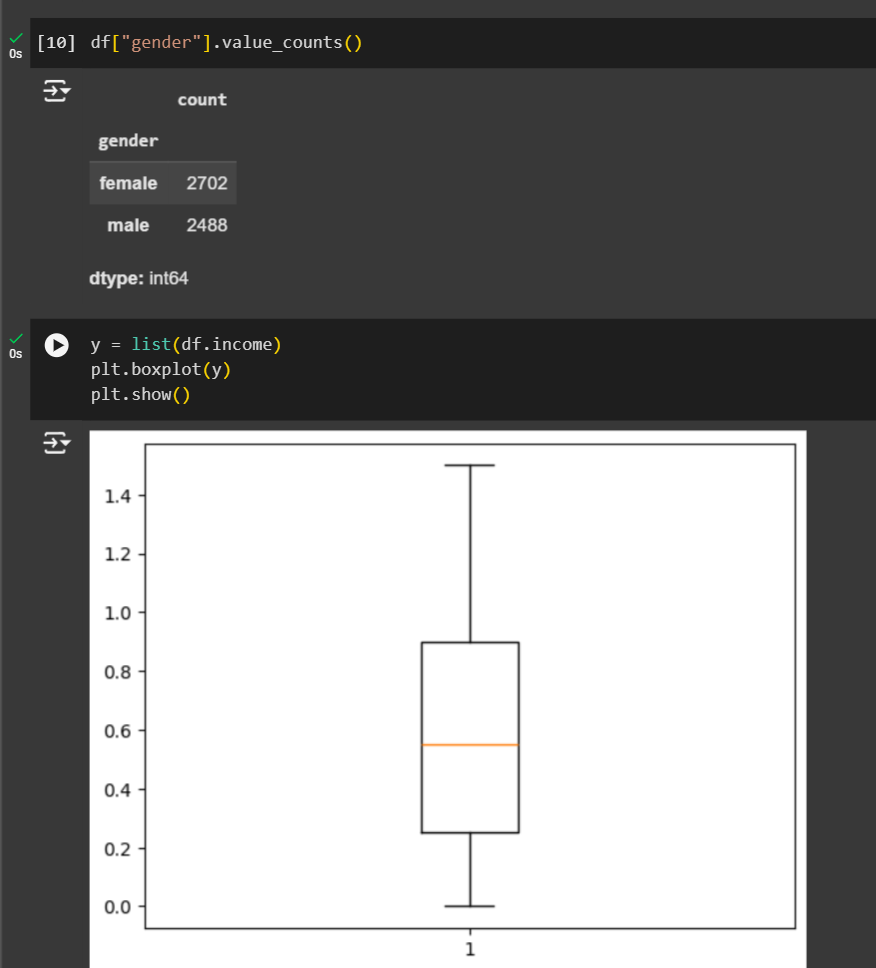 [10] df["gender"].value_counts()
0s
count
gender
female 2702
male 2488
dtype: int64
y = list(df.income)
0s
plt.boxplot(y)
plt.show()
1.4
1.2
1.0
0.8
0.6
0.4
0.2
0.0
1